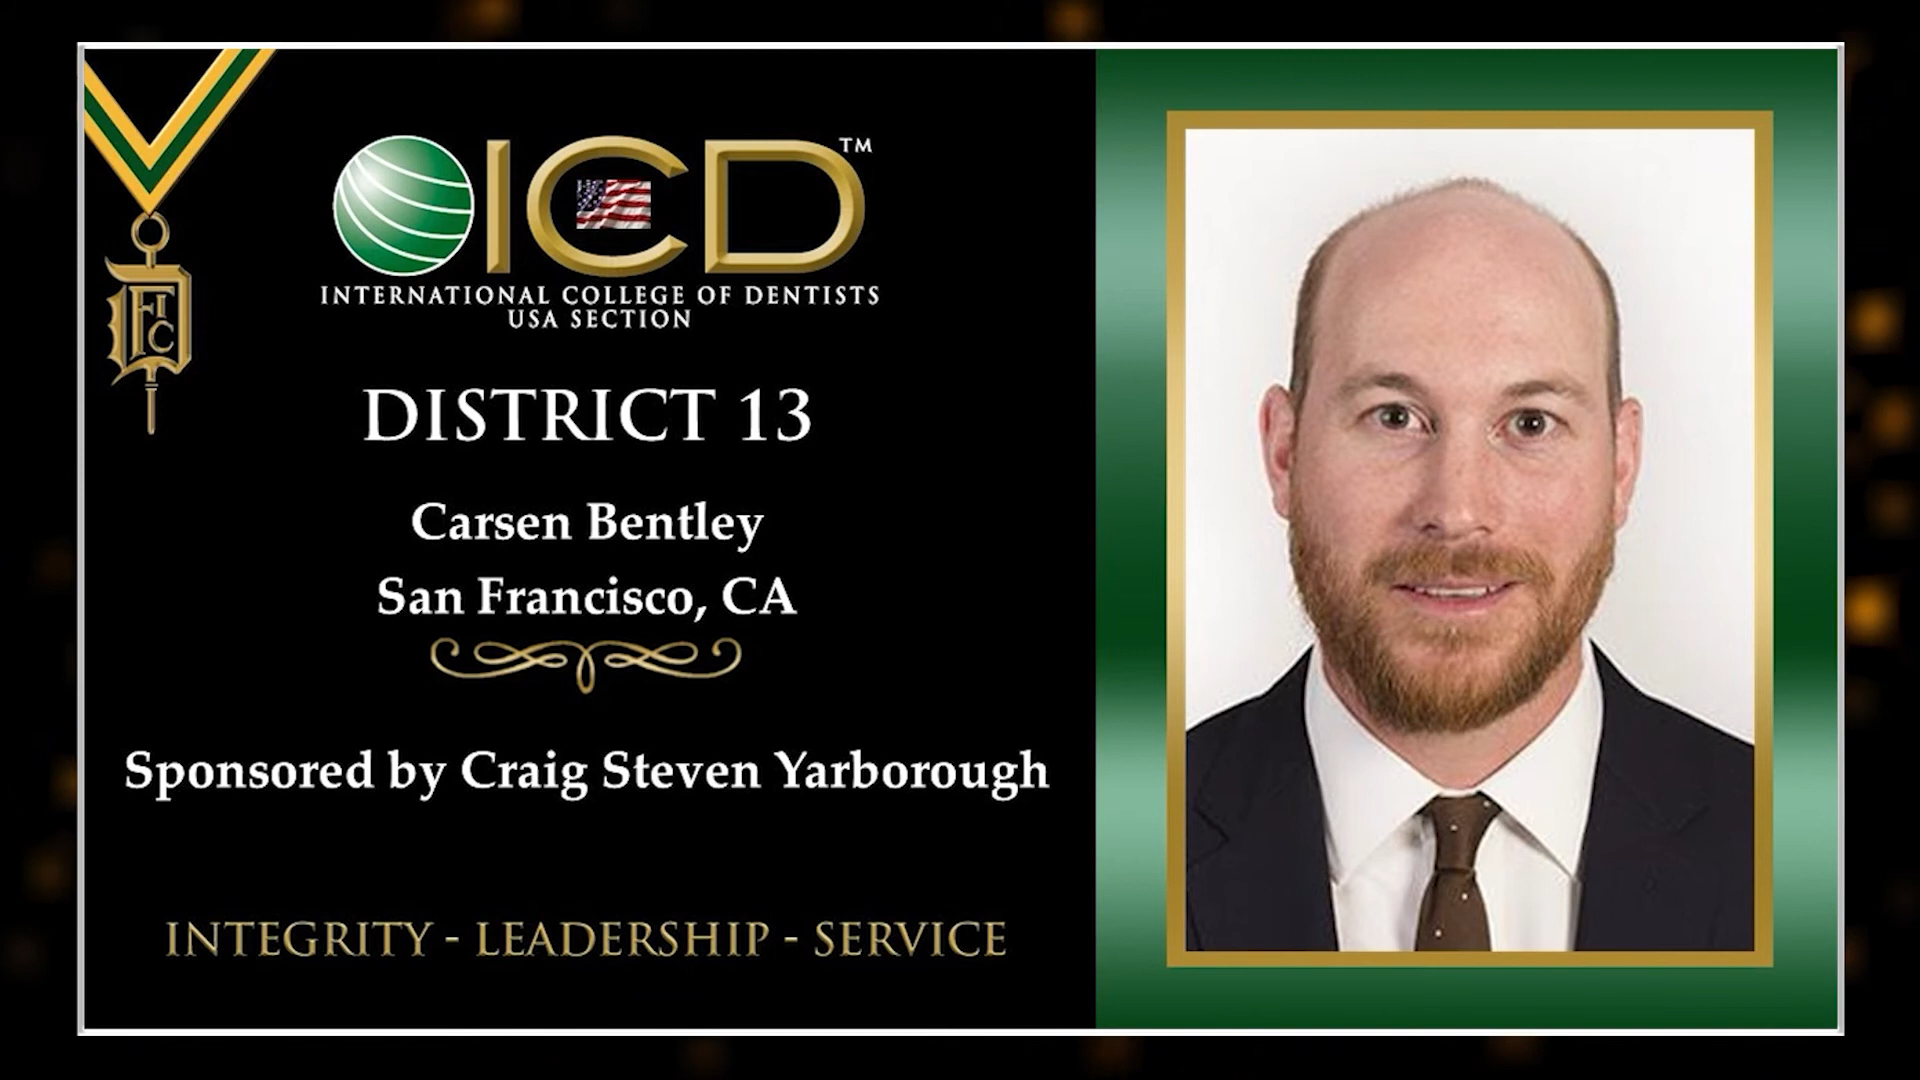 ICD™
INTERNATIONAL COLLEGE OF DENTISTS
USA SECTION
DFICD
DISTRICT 13
Carsen Bentley
San Francisco, CA
Sponsored by Craig Steven Yarborough
INTEGRITY - LEADERSHIP - SERVICE